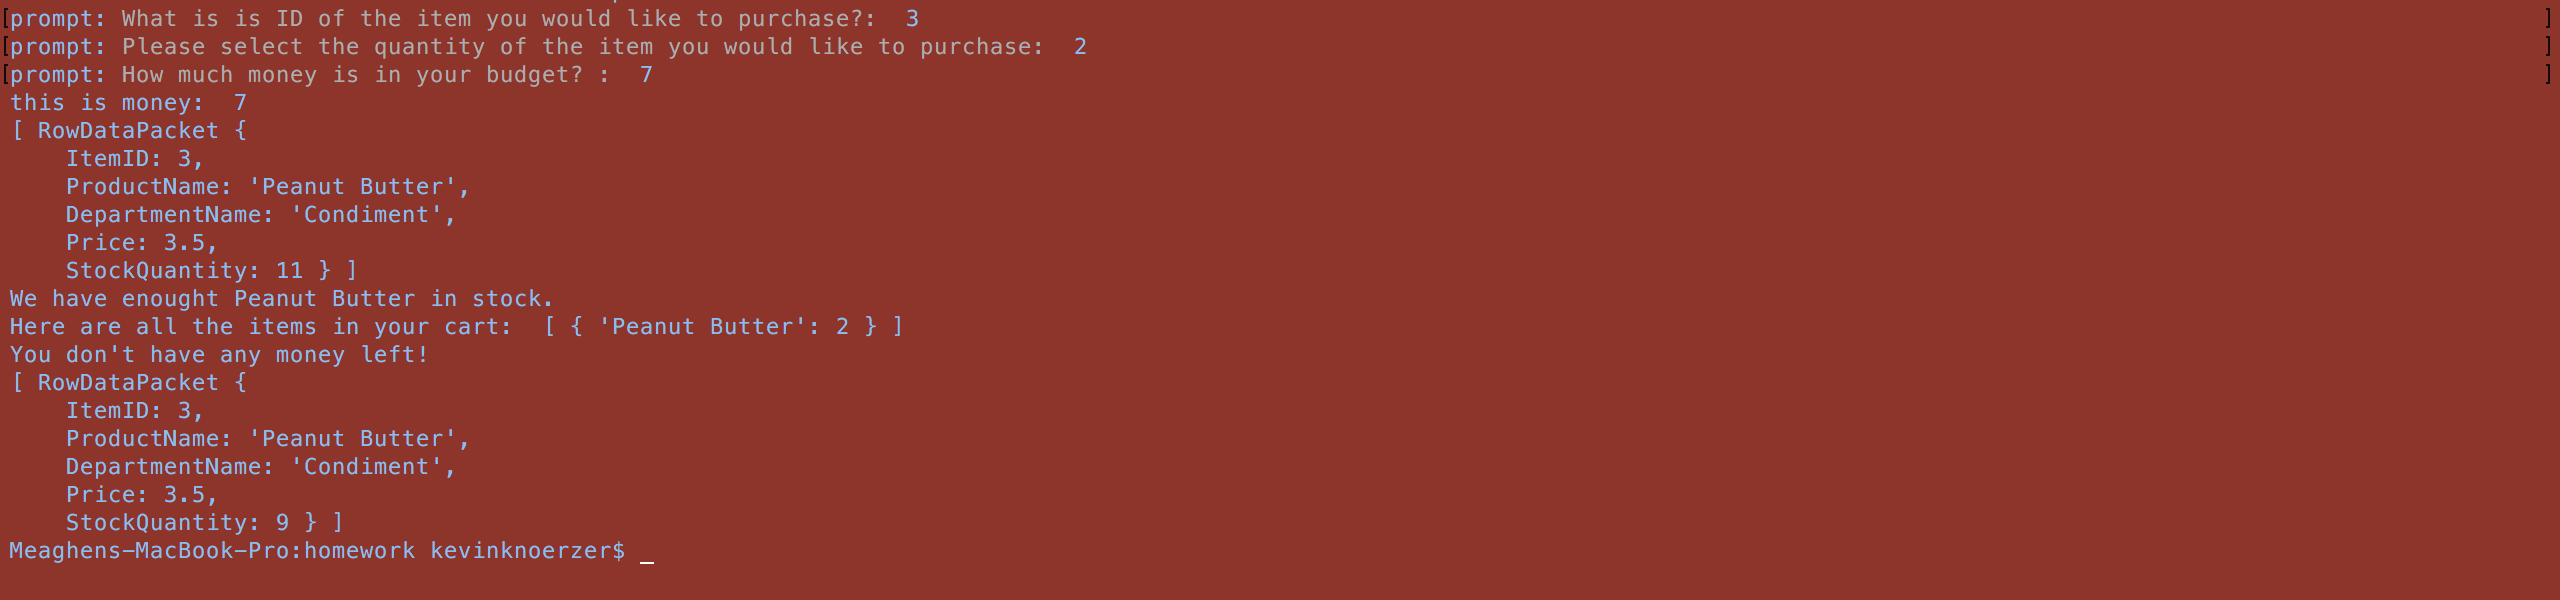 [prompt: What is is ID of the item you would like to purchase?:  3 ]
[prompt: Please select the quantity of the item you would like to purchase:  2 ]
[prompt: How much money is in your budget? :  7 ]
this is money:  7
[ RowDataPacket {
    ItemID: 3,
    ProductName: 'Peanut Butter',
    DepartmentName: 'Condiment',
    Price: 3.5,
    StockQuantity: 11 } ]
We have enought Peanut Butter in stock.
Here are all the items in your cart:  [ { 'Peanut Butter': 2 } ]
You don't have any money left!
[ RowDataPacket {
    ItemID: 3,
    ProductName: 'Peanut Butter',
    DepartmentName: 'Condiment',
    Price: 3.5,
    StockQuantity: 9 } ]
Meaghens-MacBook-Pro:homework kevinknoerzer$ _